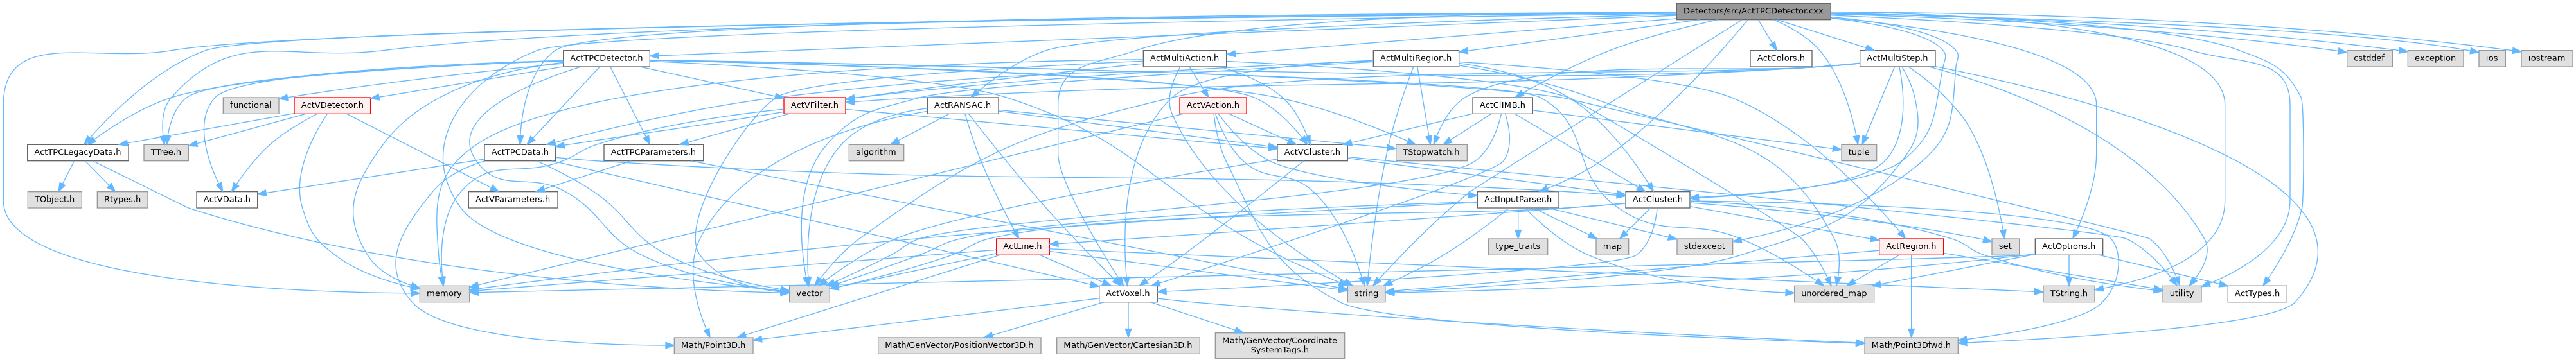 Detectors/src/ActTPCDetector.cxx
ActTPCDetector.h
ActMultiAction.h
ActMultiRegion.h
ActColors.h
ActMultiStep.h
cstddef
exception
ios
iostream
functional
ActVDetector.h
ActVFilter.h
ActRANSAC.h
ActVAction.h
ActClIMB.h
ActTPCLegacyData.h
TTree.h
ActTPCData.h
ActTPCParameters.h
algorithm
ActVCluster.h
TStopwatch.h
tuple
TObject.h
Rtypes.h
ActVData.h
ActVParameters.h
ActInputParser.h
ActCluster.h
ActLine.h
type_traits
map
stdexcept
ActRegion.h
set
ActOptions.h
memory
vector
ActVoxel.h
string
unordered_map
TString.h
utility
ActTypes.h
Math/Point3D.h
Math/GenVector/PositionVector3D.h
Math/GenVector/Cartesian3D.h
Math/GenVector/Coordinate
SystemTags.h
Math/Point3Dfwd.h